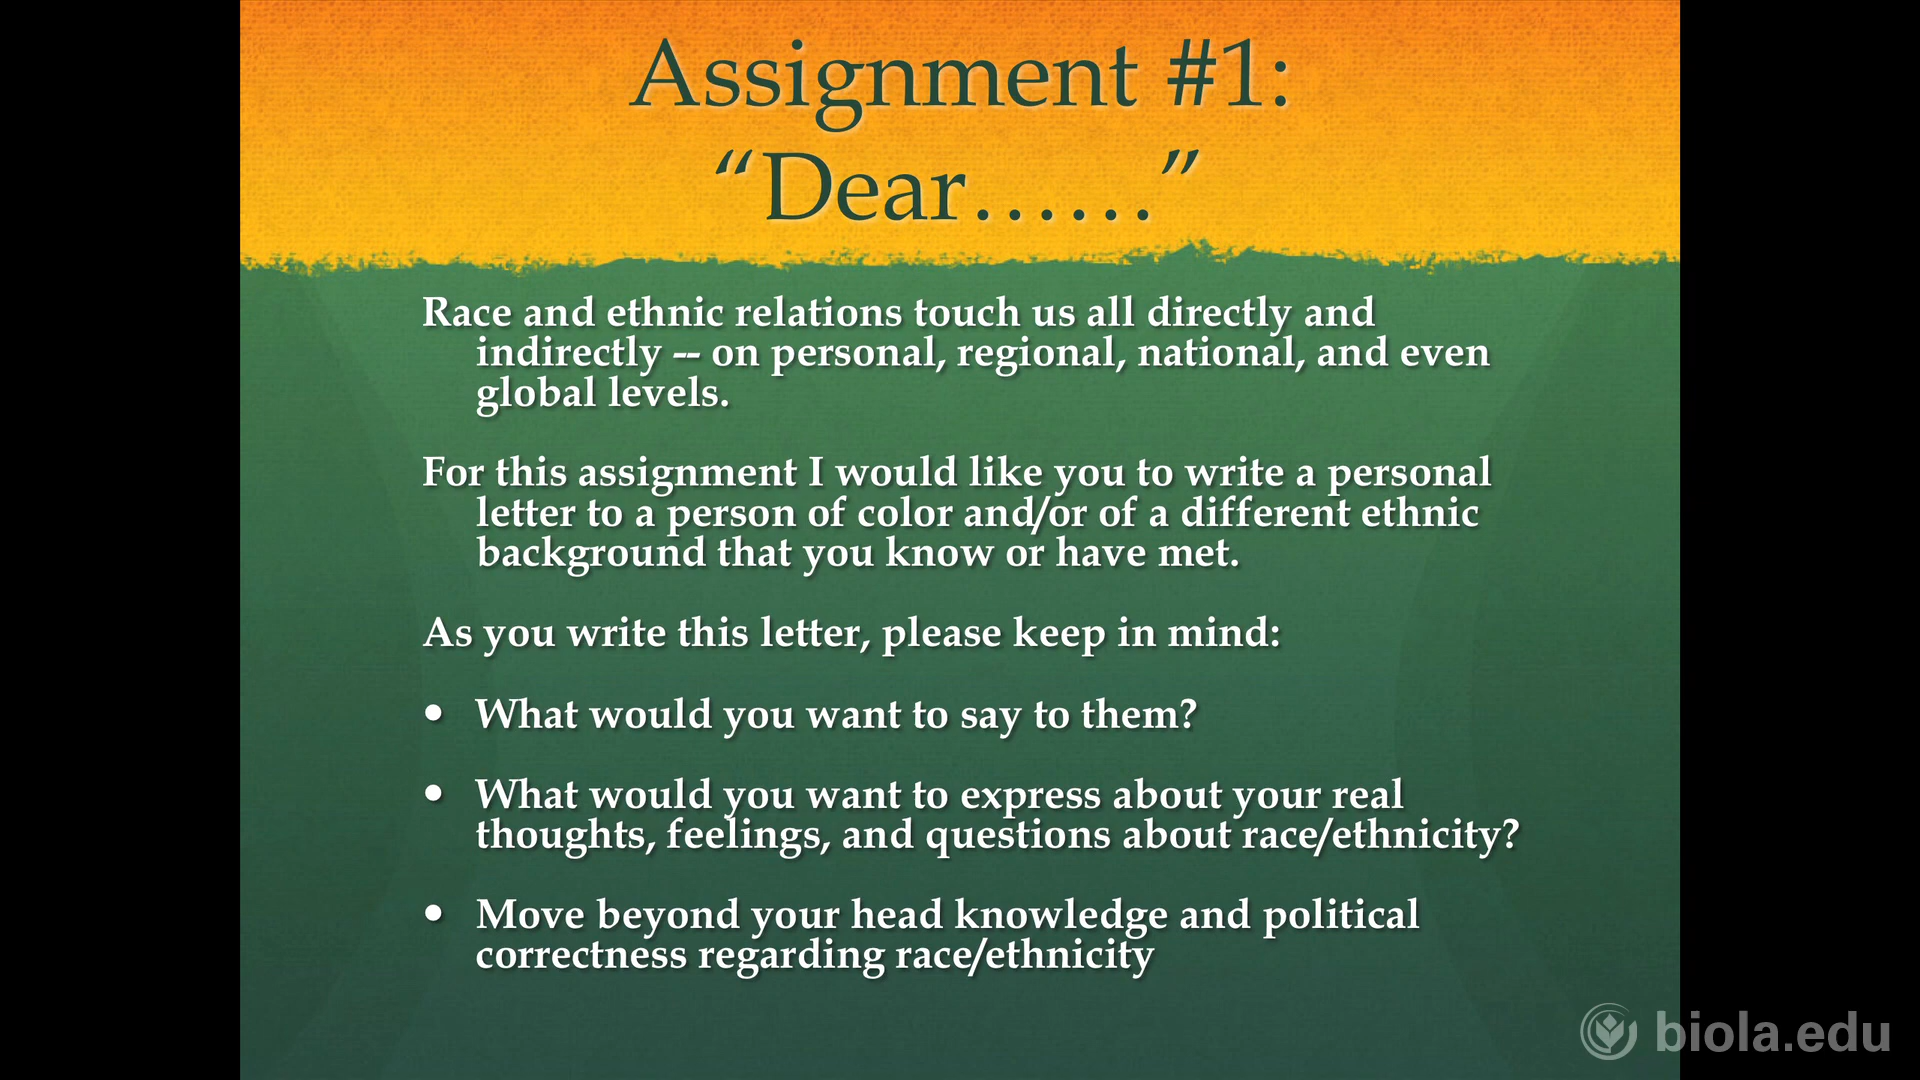 Assignment #1:
“Dear……”
Race and ethnic relations touch us all directly and
indirectly -- on personal, regional, national, and even
global levels.
For this assignment I would like you to write a personal
letter to a person of color and/or of a different ethnic
background that you know or have met.
As you write this letter, please keep in mind:
• What would you want to say to them?
• What would you want to express about your real
thoughts, feelings, and questions about race/ethnicity?
• Move beyond your head knowledge and political
correctness regarding race/ethnicity
biola.edu